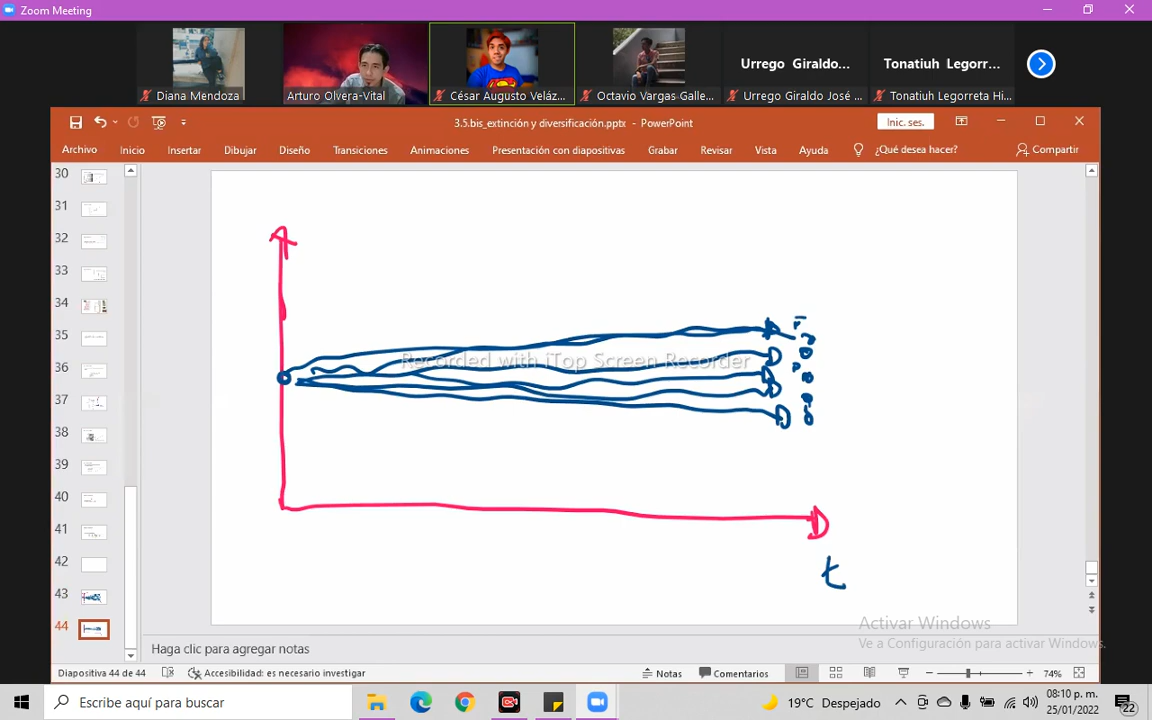 Zoom Meeting
Urrego Giraldo...
Tonatiuh Legorr...
Diana Mendoza
Arturo Olvera-Vital
César Augusto Veláz...
Octavio Vargas Galle...
Urrego Giraldo José ...
Tonatiuh Legorreta Hi...
3.5.bis_extinción y diversificación.pptx - PowerPoint
Inic. ses.
Archivo
Inicio
Insertar
Dibujar
Diseño
Transiciones
Animaciones
Presentación con diapositivas
Grabar
Revisar
Vista
Ayuda
¿Qué desea hacer?
Compartir
30
31
32
33
34
35
36
37
38
39
40
41
42
43
44
Recorded with iTop Screen Recorder
t
Activar Windows
Ve a Configuración para activar Windows.
Haga clic para agregar notas
Diapositiva 44 de 44
Accesibilidad: es necesario investigar
Notas
Comentarios
74%
Escribe aquí para buscar
19°C Despejado
08:10 p. m.
25/01/2022
22